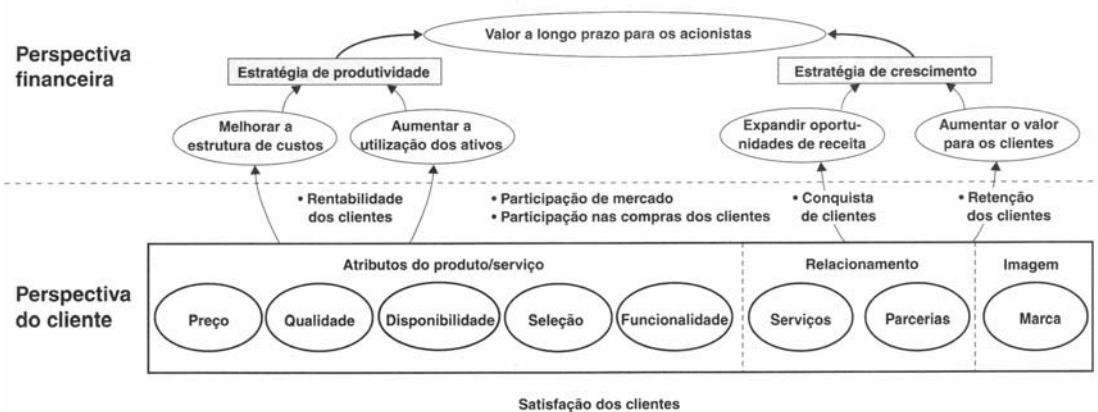 Perspectiva
financeira
Valor a longo prazo para os acionistas
Estratégia de produtividade
Estratégia de crescimento
Melhorar a
estrutura de custos
Aumentar a
utilização dos ativos
Expandir oportu-
nidades de receita
Aumentar o valor
para os clientes
• Rentabilidade
dos clientes
• Participação de mercado
• Participação nas compras dos clientes
• Conquista
de clientes
• Retenção
dos clientes
Perspectiva
do cliente
Atributos do produto/serviço
Relacionamento
Imagem
Preço
Qualidade
Disponibilidade
Seleção
Funcionalidade
Serviços
Parcerias
Marca
Satisfação dos clientes